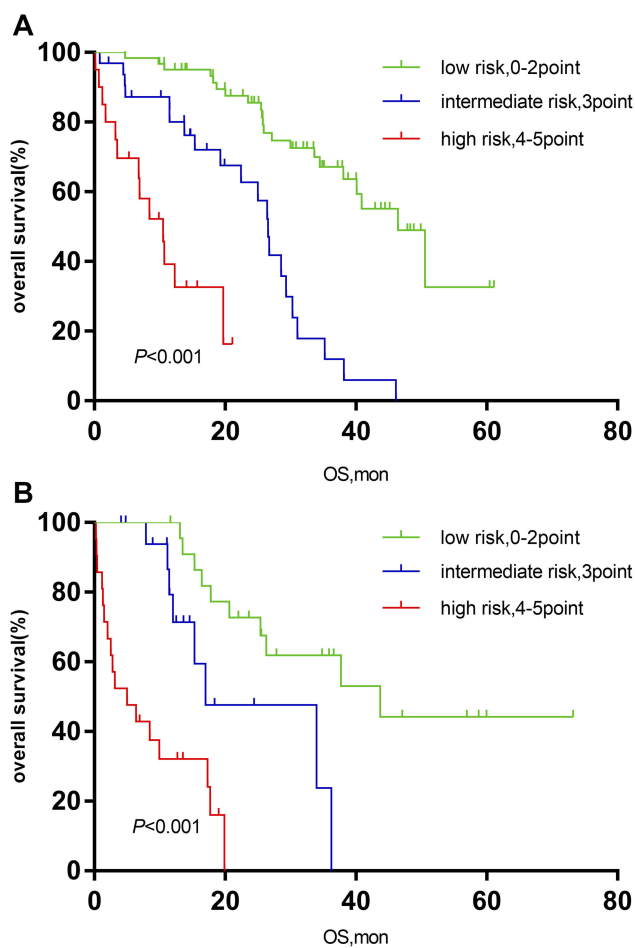 A
100
80
60
40
20
0
overall survival(%)
low risk,0-2point
intermediate risk,3point
high risk,4-5point
P<0.001
0 20 40 60 80
OS,mon
B
100
80
60
40
20
0
overall survival(%)
low risk,0-2point
intermediate risk,3point
high risk,4-5point
P<0.001
0 20 40 60 80
OS,mon